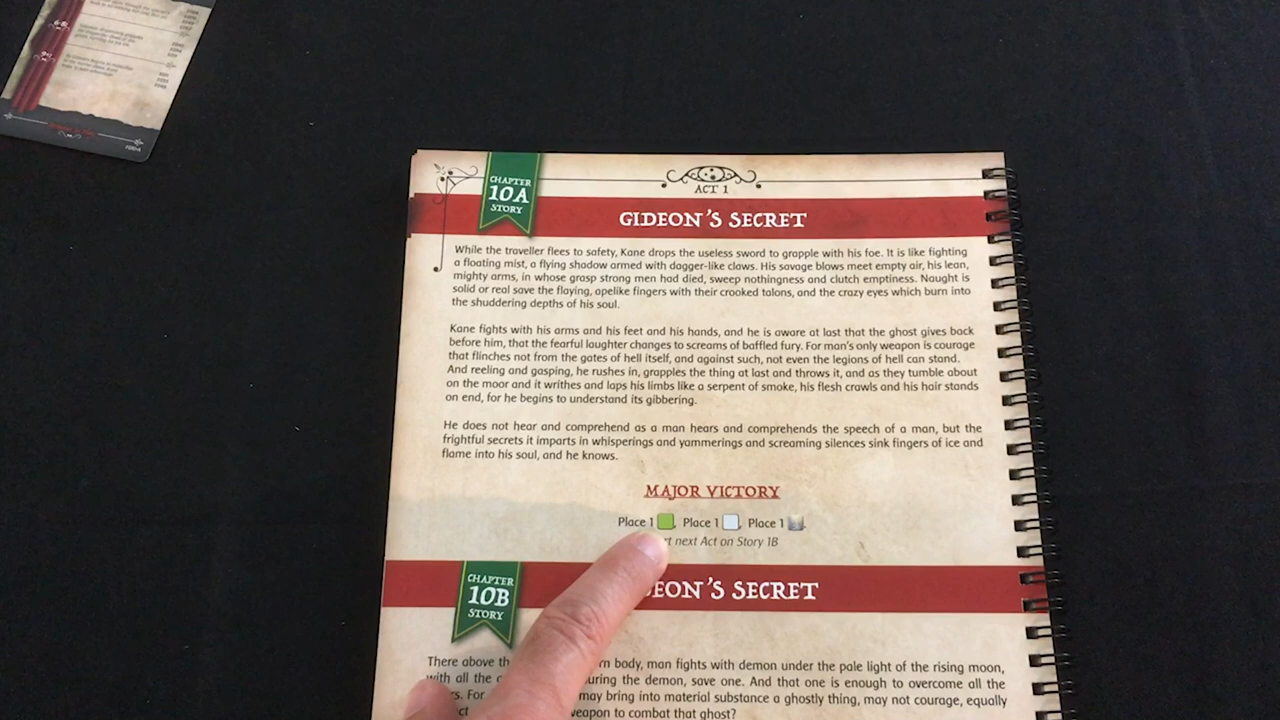 CHAPTER
10A
STORY
ACT 1
GIDEON'S SECRET
While the traveller flees to safety, Kane drops the useless sword to grapple with his foe. It is like fighting
a floating mist, a flying shadow armed with dagger-like claws. His savage blows meet empty air, his lean,
mighty arms, in whose grasp strong men had died, sweep nothingness and clutch emptiness. Naught is
solid or real save the flaying, apelike fingers with their crooked talons, and the crazy eyes which burn into
the shuddering depths of his soul.
Kane fights with his arms and his feet and his hands, and he is aware at last that the ghost gives back
before him, that the fearful laughter changes to screams of baffled fury. For man's only weapon is courage
that flinches not from the gates of hell itself, and against such, not even the legions of hell can stand.
And reeling and gasping, he rushes in, grapples the thing at last and throws it, and as they tumble about
on the moor and it writhes and laps his limbs like a serpent of smoke, his flesh crawls and his hair stands
on end, for he begins to understand its gibbering.
He does not hear and comprehend as a man hears and comprehends the speech of a man, but the
frightful secrets it imparts in whisperings and yammerings and screaming silences sink fingers of ice and
flame into his soul, and he knows.
MAJOR VICTORY
Place 1 Place 1 Place 1
next Act on Story 1B
CHAPTER
10B
STORY
EON'S SECRET
There above th rn body, man fights with demon under the pale light of the rising moon,
with all the uring the demon, save one. And that one is enough to overcome all the
rs. For may bring into material substance a ghostly thing, may not courage, equally
weapon to combat that ghost?